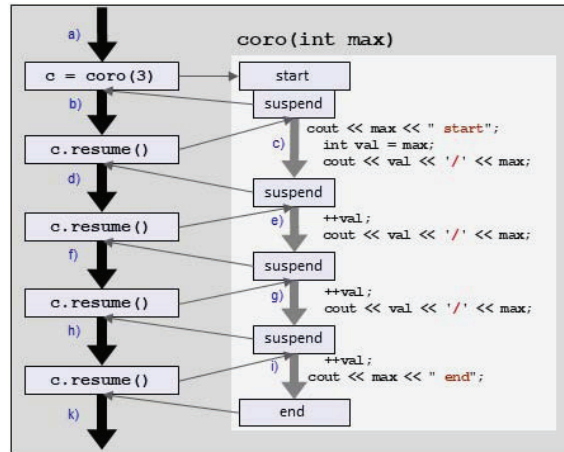 a)
coro(int max)
c = coro(3)
start
b)
suspend
c.resume()
c)
cout << max << " start";
int val = max;
cout << val << '/' << max;
d)
suspend
c.resume()
e)
++val;
cout << val << '/' << max;
f)
suspend
c.resume()
g)
++val;
cout << val << '/' << max;
h)
suspend
c.resume()
i)
++val;
cout << max << " end";
k)
end